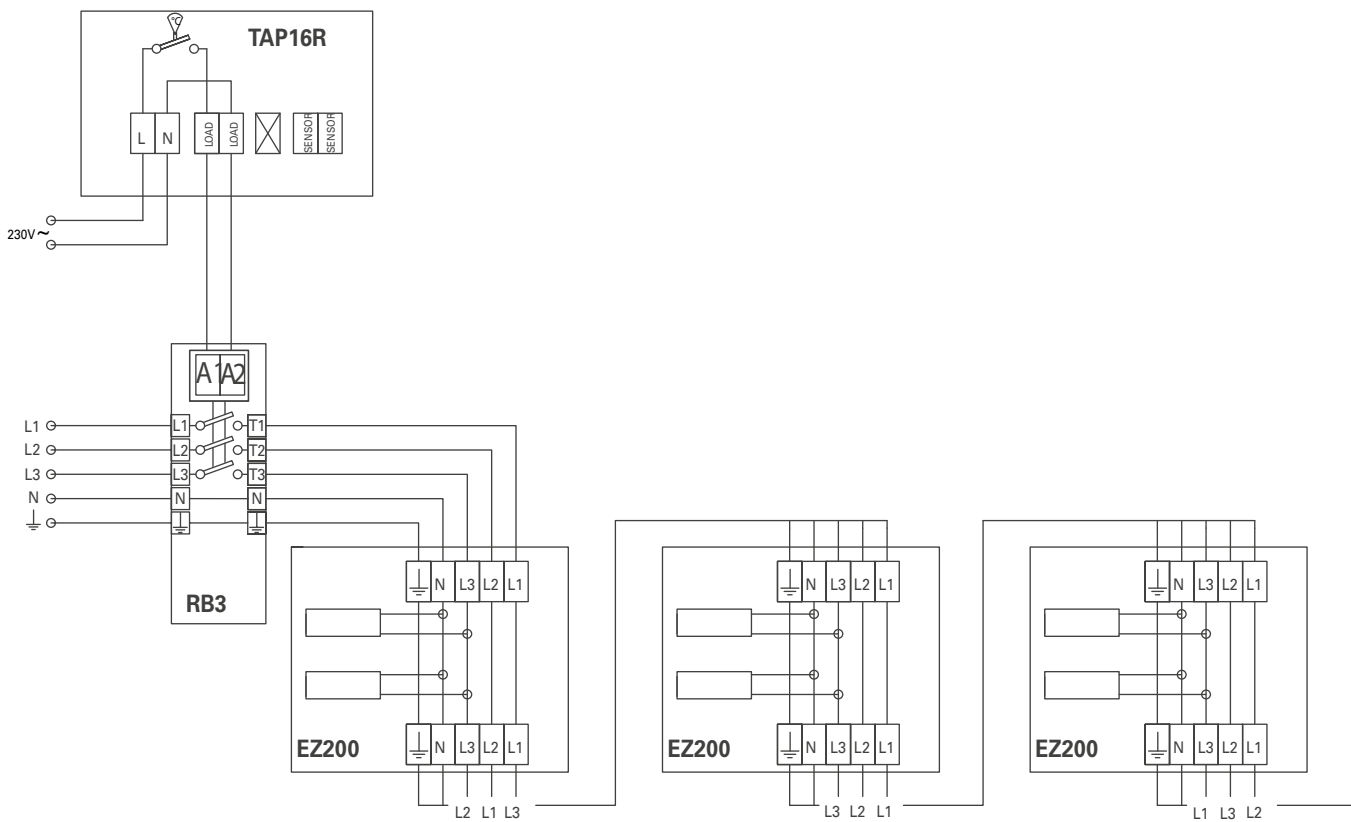 °C
TAP16R
L N LOAD LOAD SENSOR SENSOR
230V~
A1 A2
L1 L1 T1
L2 L2 T2
L3 L3 T3
N N N
RB3
N L3 L2 L1
N L3 L2 L1
N L3 L2 L1
EZ200 N L3 L2 L1
EZ200 N L3 L2 L1
EZ200 N L3 L2 L1
L2 L1 L3
L3 L2 L1
L1 L3 L2